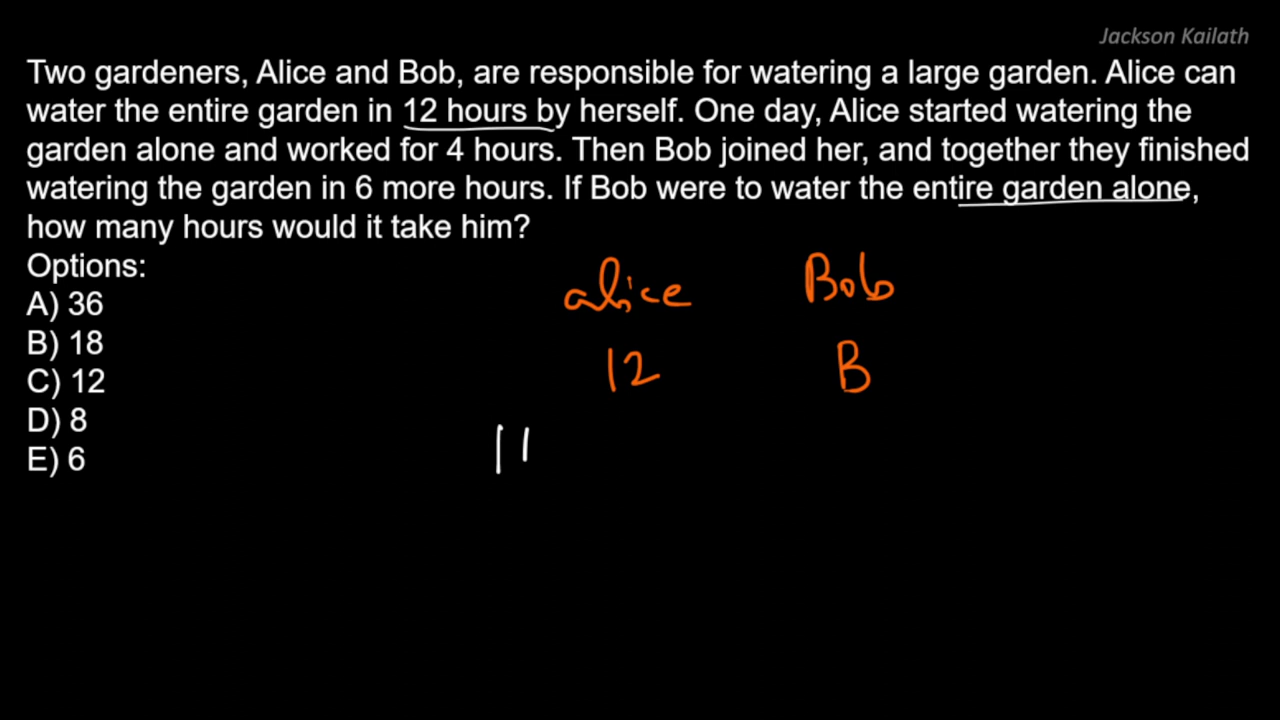 Jackson Kailath
Two gardeners, Alice and Bob, are responsible for watering a large garden. Alice can
water the entire garden in 12 hours by herself. One day, Alice started watering the
garden alone and worked for 4 hours. Then Bob joined her, and together they finished
watering the garden in 6 more hours. If Bob were to water the entire garden alone,
how many hours would it take him?
Options:
A) 36
B) 18
C) 12
D) 8
E) 6
alice Bob
12 B